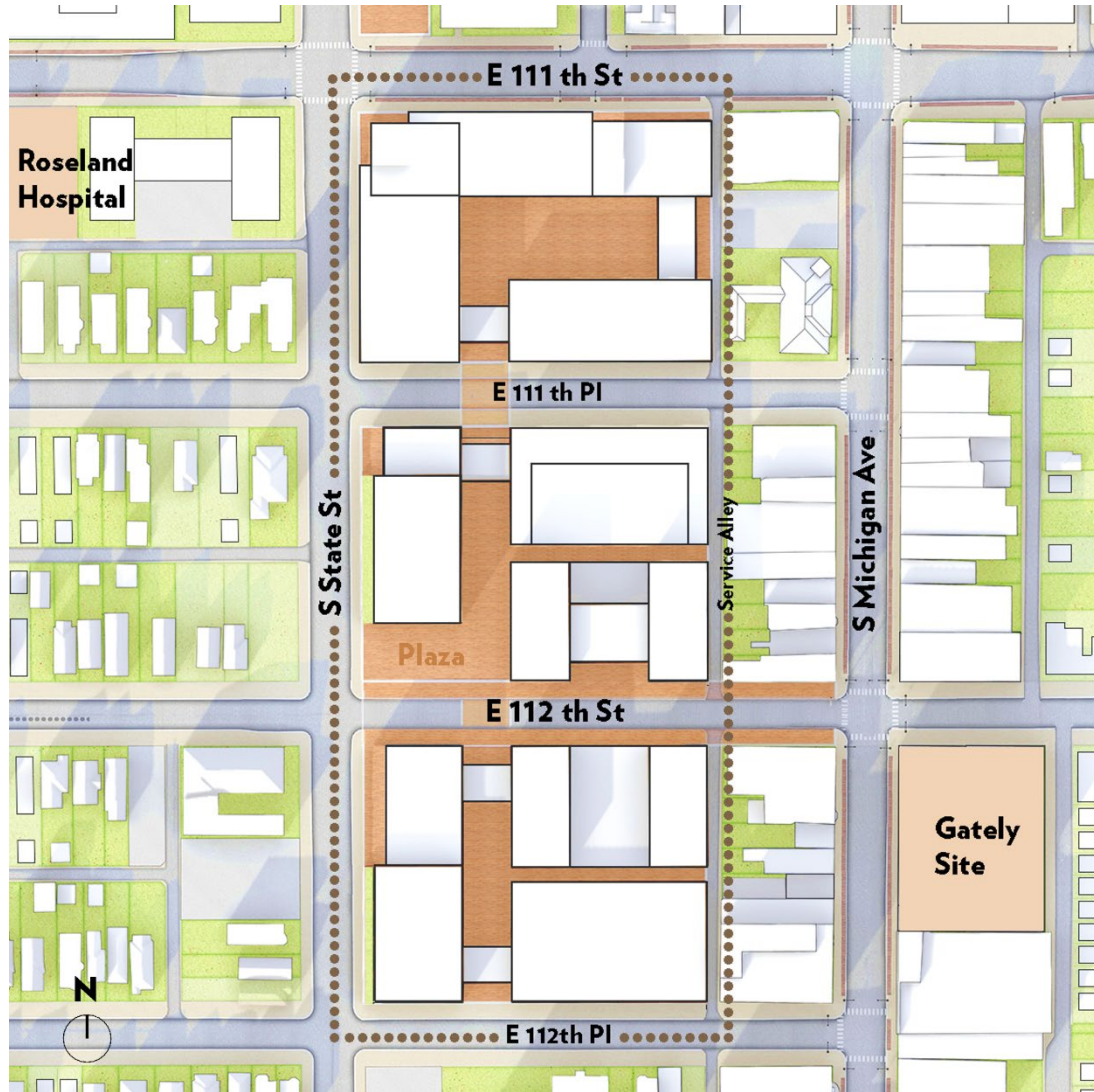 E 111 th St
Roseland
Hospital
E 111 th Pl
S State St
Service Alley
S Michigan Ave
Plaza
E 112 th St
Gately
Site
N
E 112th Pl